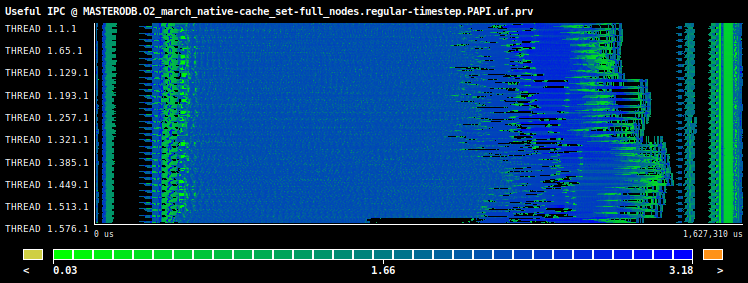 Useful IPC @ MASTERODB.O2_march_native-cache_set-full_nodes.regular-timestep.PAPI.uf.prv
THREAD 1.1.1
THREAD 1.65.1
THREAD 1.129.1
THREAD 1.193.1
THREAD 1.257.1
THREAD 1.321.1
THREAD 1.385.1
THREAD 1.449.1
THREAD 1.513.1
THREAD 1.576.1
0 us 1,627,310 us
< 0.03 1.66 3.18 >